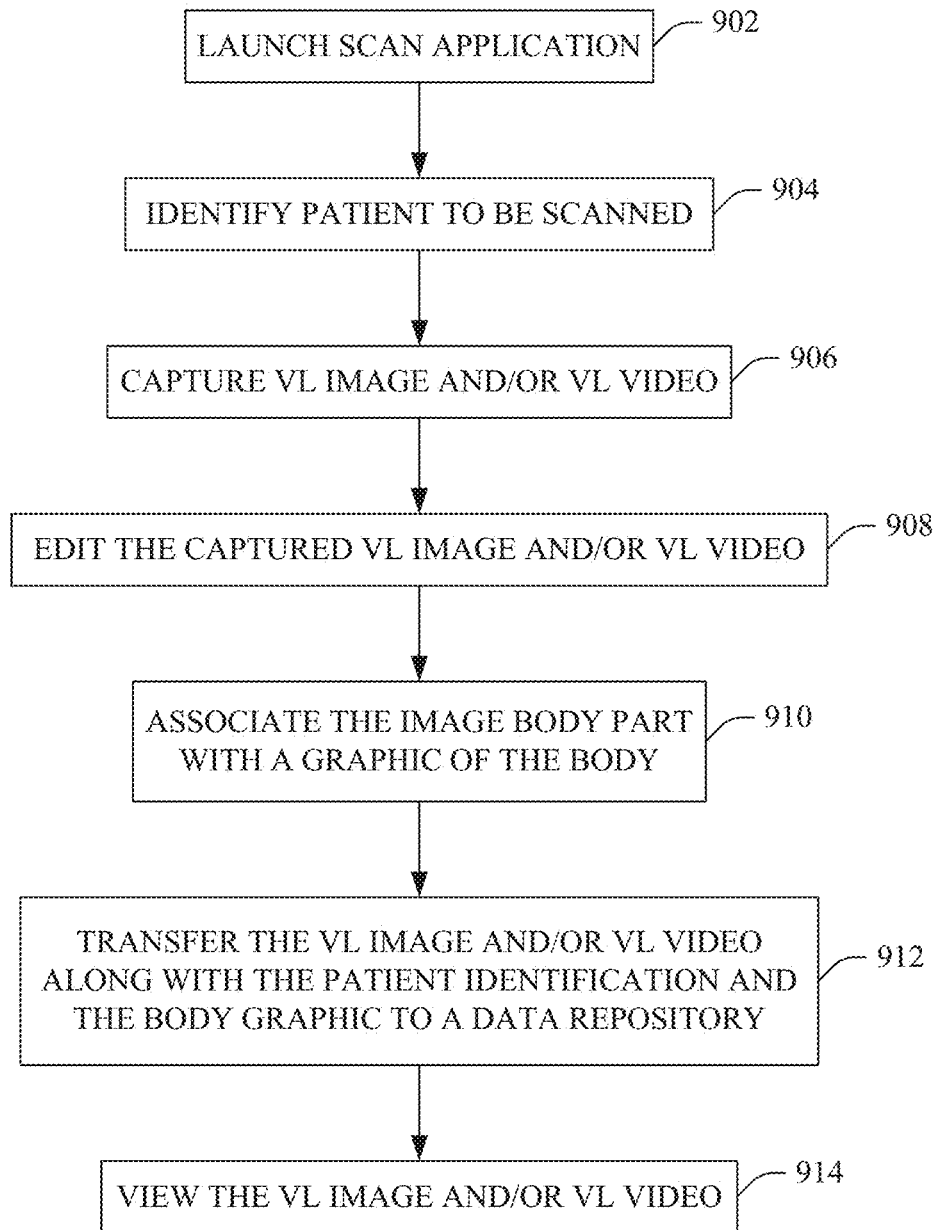 902
LAUNCH SCAN APPLICATION
904
IDENTIFY PATIENT TO BE SCANNED
906
CAPTURE VL IMAGE AND/OR VL VIDEO
908
EDIT THE CAPTURED VL IMAGE AND/OR VL VIDEO
910
ASSOCIATE THE IMAGE BODY PART
WITH A GRAPHIC OF THE BODY
912
TRANSFER THE VL IMAGE AND/OR VL VIDEO
ALONG WITH THE PATIENT IDENTIFICATION AND
THE BODY GRAPHIC TO A DATA REPOSITORY
914
VIEW THE VL IMAGE AND/OR VL VIDEO